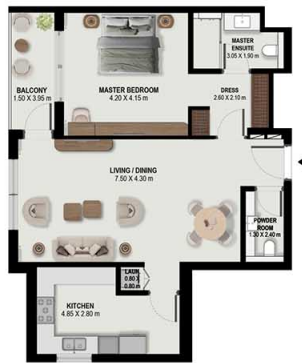 MASTER
ENSUITE
3.05 X 1.90 M
BALCONY
1.50 X 3.95 M
MASTER BEDROOM
4.20 X 4.15 M
DRESS
2.60 X 2.10 M
LIVING / DINING
7.50 X 4.30 M
POWDER
ROOM
1.30 X 2.40 M
LAUN.
0.80 X
0.80 M
KITCHEN
4.85 X 2.80 M